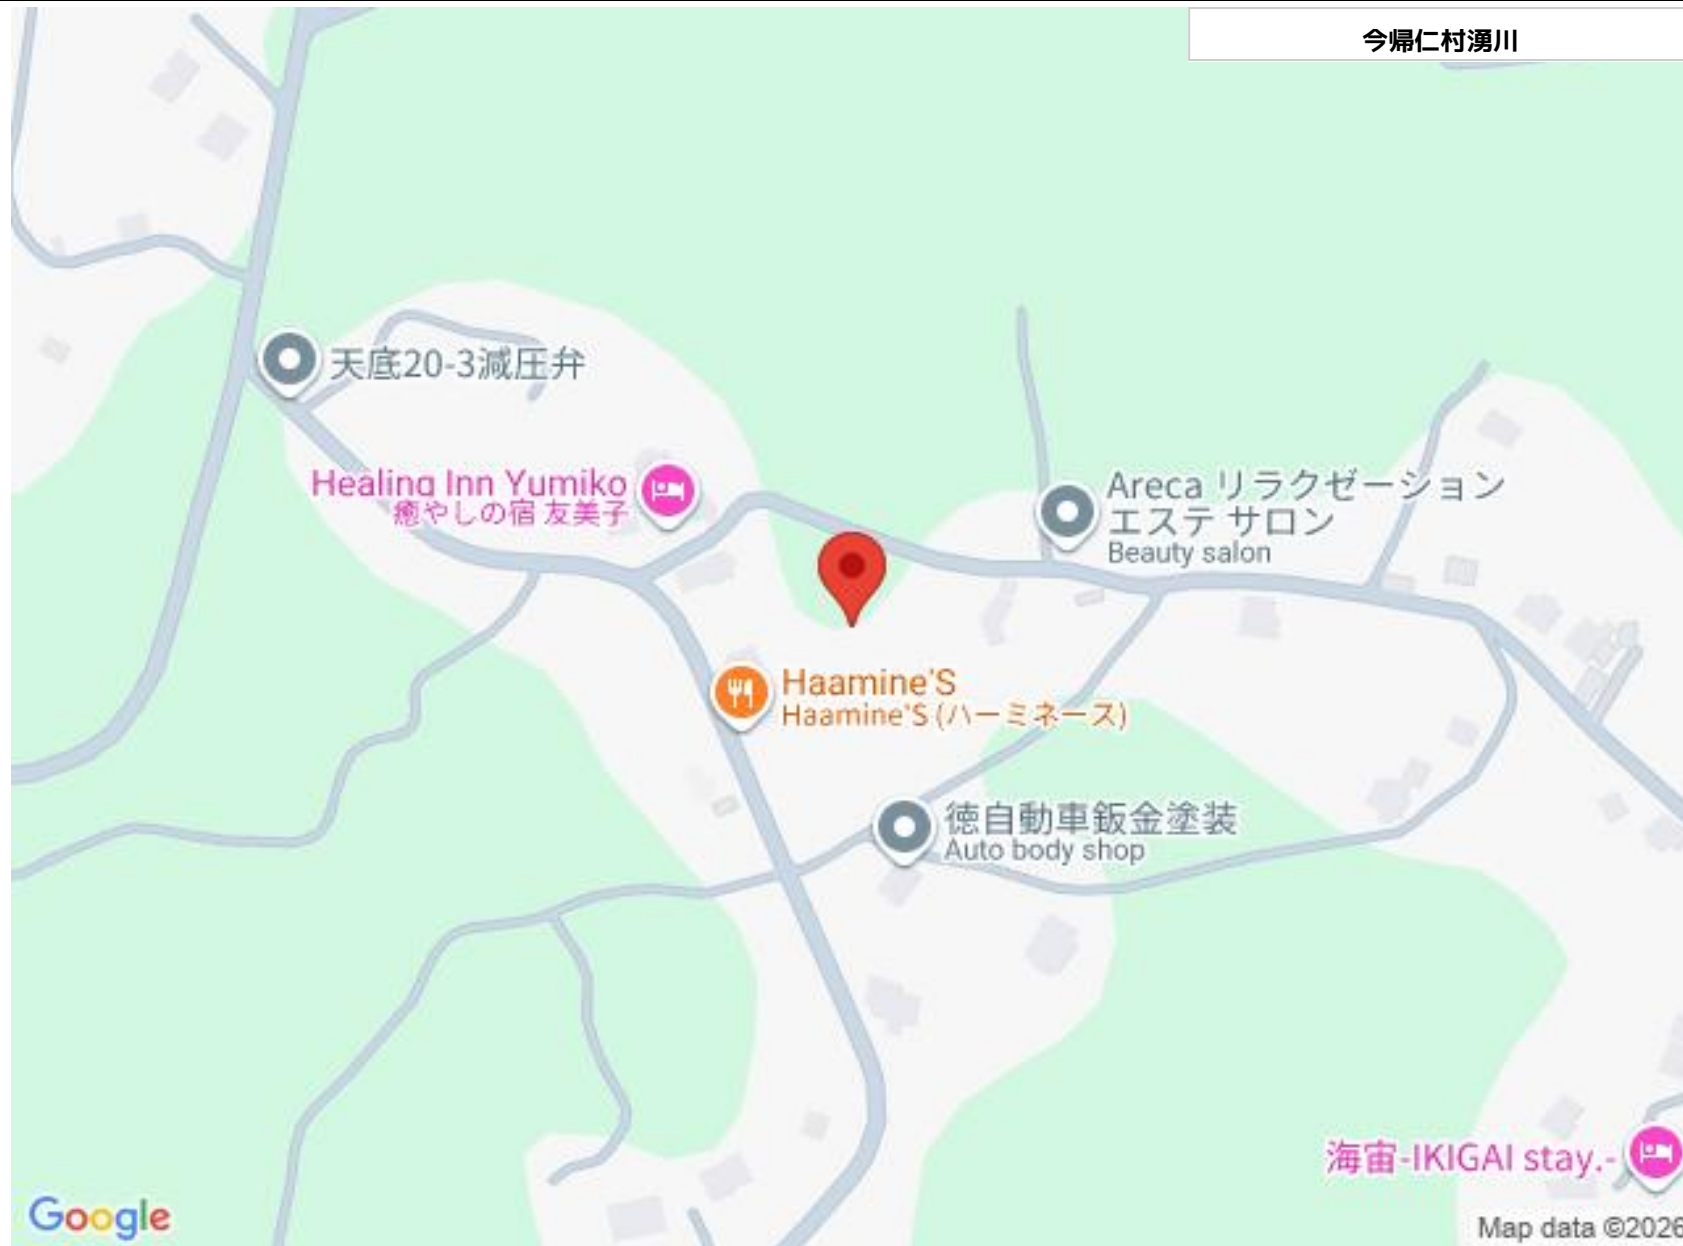 今帰仁村湧川
天底20-3減圧弁
Healing Inn Yumiko
癒やしの宿 友美子
Areca リラクゼーション
エステ サロン
Beauty salon
Haamine'S
Haamine'S (ハーミネース)
徳自動車鈑金塗装
Auto body shop
海宙-IKIGAI stay.-
Google
Map data ©2026